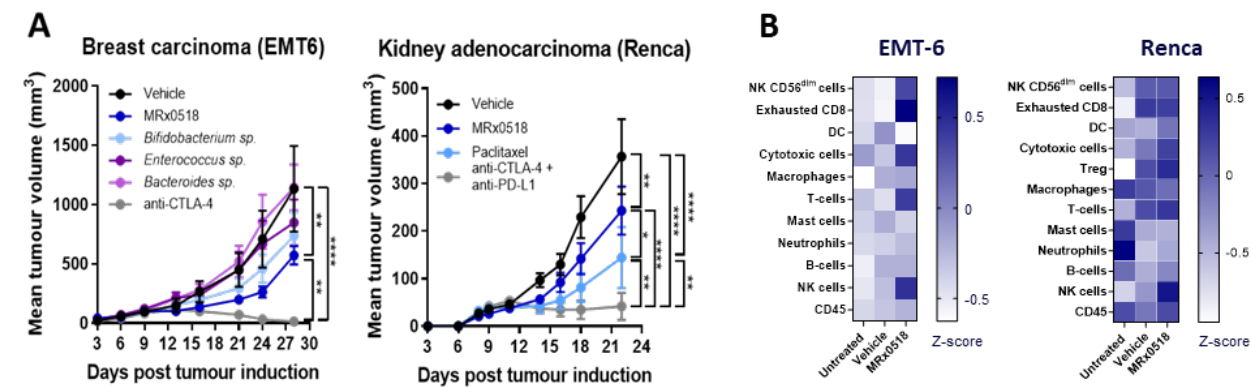 A
Breast carcinoma (EMT6)
Mean tumour volume (mm³)
2000
1500
1000
500
0
Vehicle
MRx0518
Bifidobacterium sp.
Enterococcus sp.
Bacteroides sp.
anti-CTLA-4
**
**
****
3 6 9 12 15 18 21 24 27 30
Days post tumour induction
Kidney adenocarcinoma (Renca)
Mean tumour volume (mm³)
500
400
300
200
100
0
Vehicle
MRx0518
Paclitaxel
anti-CTLA-4 +
anti-PD-L1
**
*
**
****
****
**
****
3 6 9 12 15 18 21 24
Days post tumour induction
B
EMT-6
NK CD56dim cells
Exhausted CD8
DC
Cytotoxic cells
Macrophages
T-cells
Mast cells
Neutrophils
B-cells
NK cells
CD45
Untreated
Vehicle
MRx0518
0.5
0
-0.5
Z-score
Renca
NK CD56dim cells
Exhausted CD8
DC
Cytotoxic cells
Treg
Macrophages
T-cells
Mast cells
Neutrophils
B-cells
NK cells
CD45
Untreated
Vehicle
MRx0518
0.5
0
-0.5
Z-score